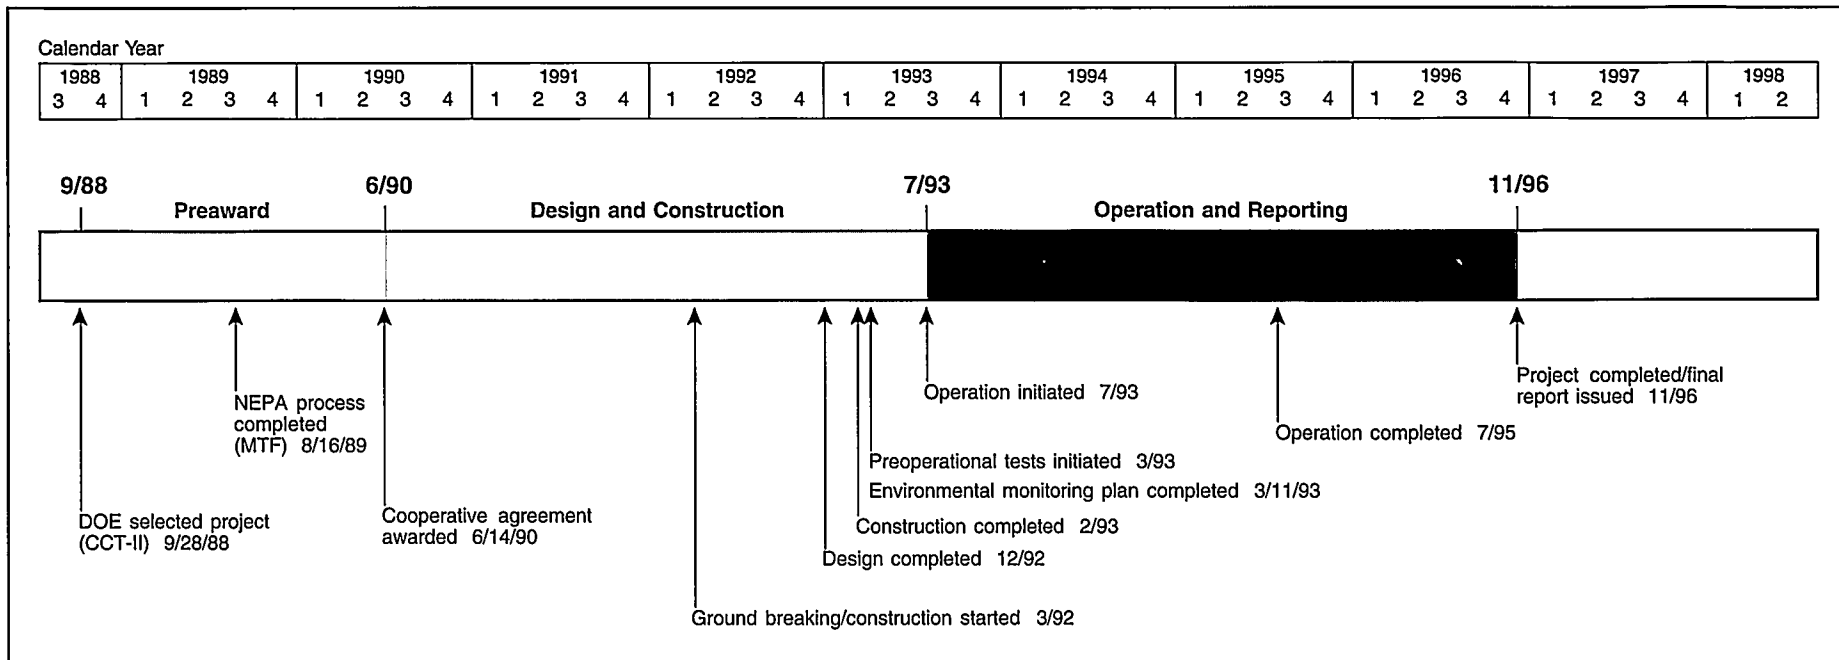 Calendar Year
1988 1989 1990 1991 1992 1993 1994 1995 1996 1997 1998
3 4 1 2 3 4 1 2 3 4 1 2 3 4 1 2 3 4 1 2 3 4 1 2 3 4 1 2 3 4 1 2 3 4 1 2 3 4 1 2
9/88 6/90 7/93 11/96
Preaward Design and Construction Operation and Reporting
Operation initiated 7/93
Project completed/final
report issued 11/96
NEPA process
completed
(MTF) 8/16/89
Operation completed 7/95
Preoperational tests initiated 3/93
Environmental monitoring plan completed 3/11/93
DOE selected project
(CCT-II) 9/28/88
Cooperative agreement
awarded 6/14/90
Construction completed 2/93
Design completed 12/92
Ground breaking/construction started 3/92